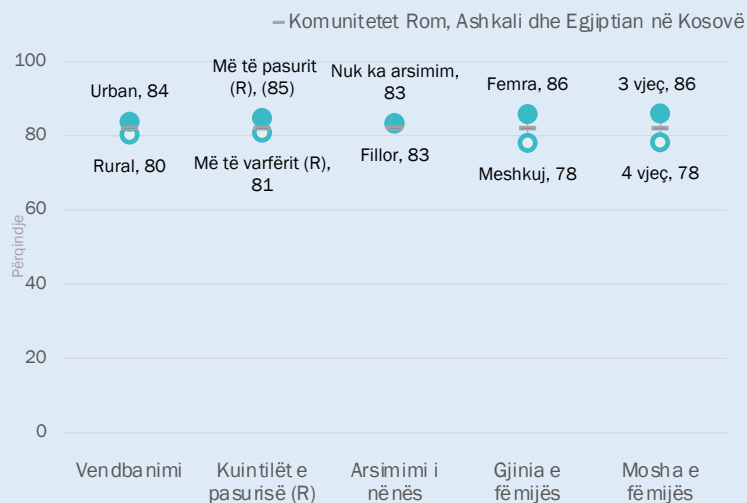 Komunitetet Rom, Ashkali dhe Egjiptian në Kosovë
100
80
60
40
20
0
Përqindje
Urban, 84
Rural, 80
Më të pasurit
(R), (85)
Më të varfërit (R),
81
Nuk ka arsimim,
83
Fillor, 83
Femra, 86
Meshkuj, 78
3 vjeç, 86
4 vjeç, 78
Vendbanimi
Kuintilët e
pasurisë (R)
Arsimimi i
nënës
Gjinia e
fëmijës
Mosha e
fëmijës